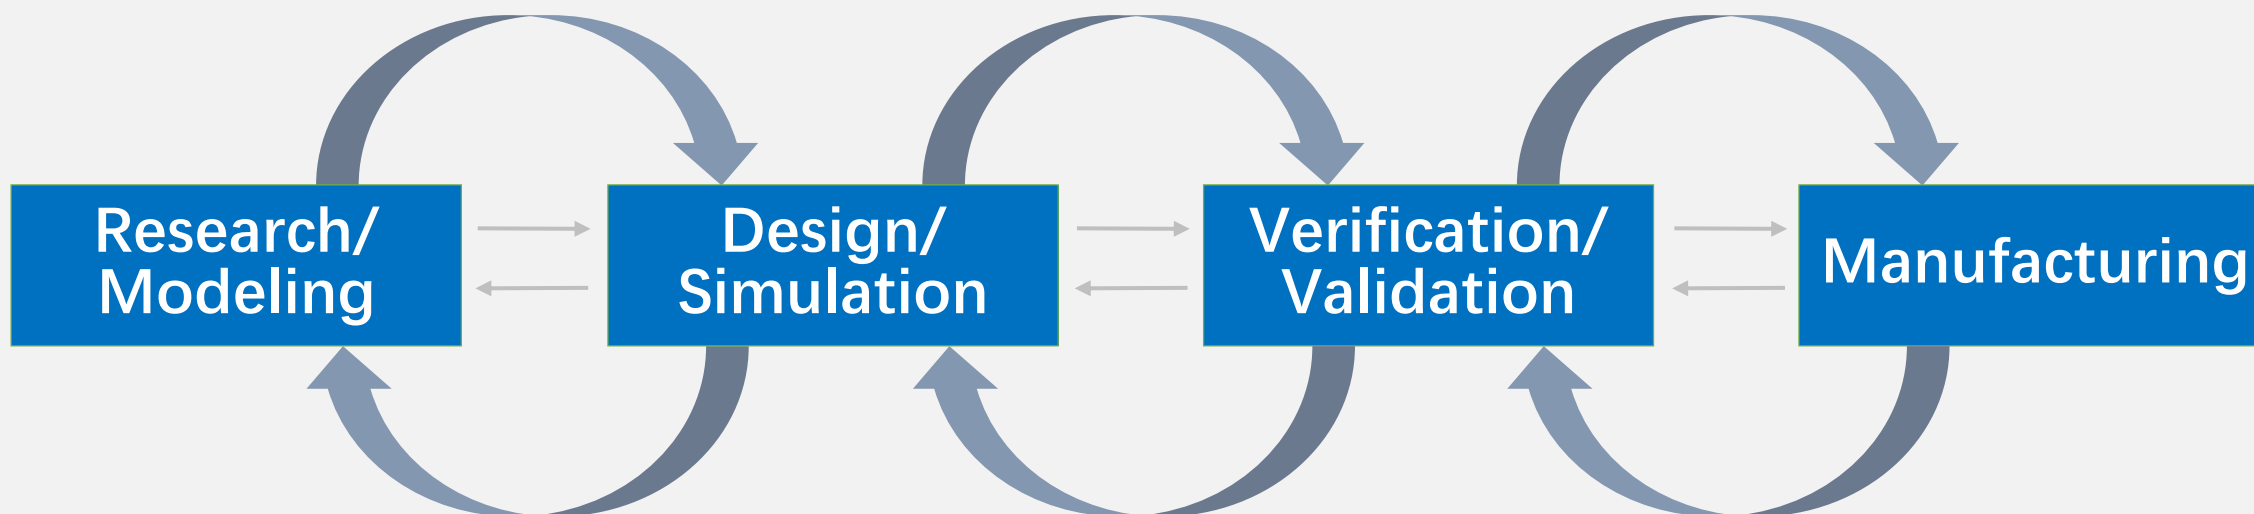 Research/
Modeling
Design/
Simulation
Verification/
Validation
Manufacturing